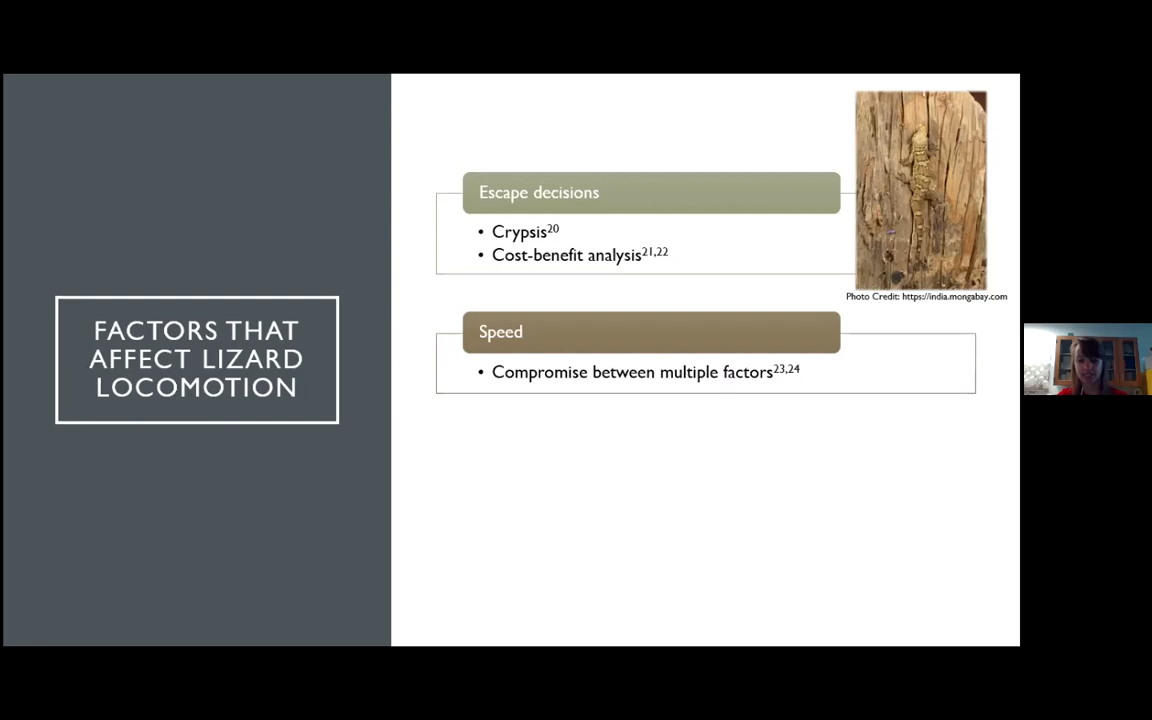 FACTORS THAT
AFFECT LIZARD
LOCOMOTION
Escape decisions
• Crypsis20
• Cost-benefit analysis21,22
Photo Credit: https://india.mongabay.com
Speed
• Compromise between multiple factors23,24